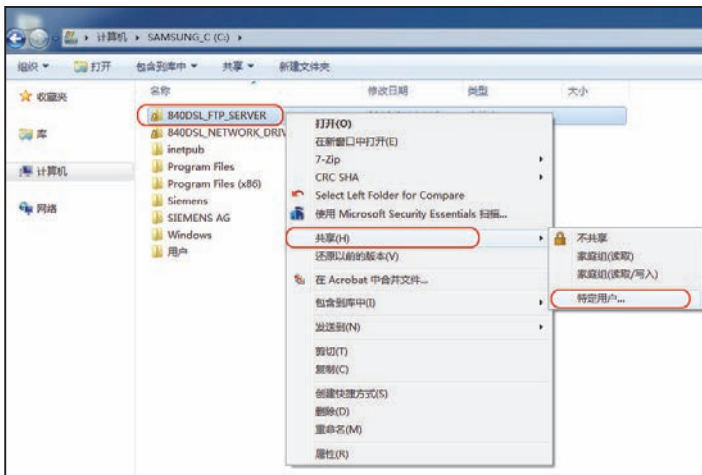 计算机 ▸ SAMSUNG_C (C:) ▸
组织 打开 包含到库中 共享 新建文件夹
收藏夹
库
计算机
网络
名称 修改日期 类型 大小
840DSL_FTP_SERVER
840DSL_NETWORK_DRIV
inetpub
Program Files
Program Files (x86)
Siemens
SIEMENS AG
Windows
用户
打开(O)
在新窗口中打开(E)
7-Zip
CRC SHA
Select Left Folder for Compare
使用 Microsoft Security Essentials 扫描...
共享(H)
还原以前的版本(V)
在 Acrobat 中合并文件...
包含到库中(I)
发送到(N)
剪切(T)
复制(C)
创建快捷方式(S)
删除(D)
重命名(M)
属性(R)
不共享
家庭组(读取)
家庭组(读取/写入)
特定用户...